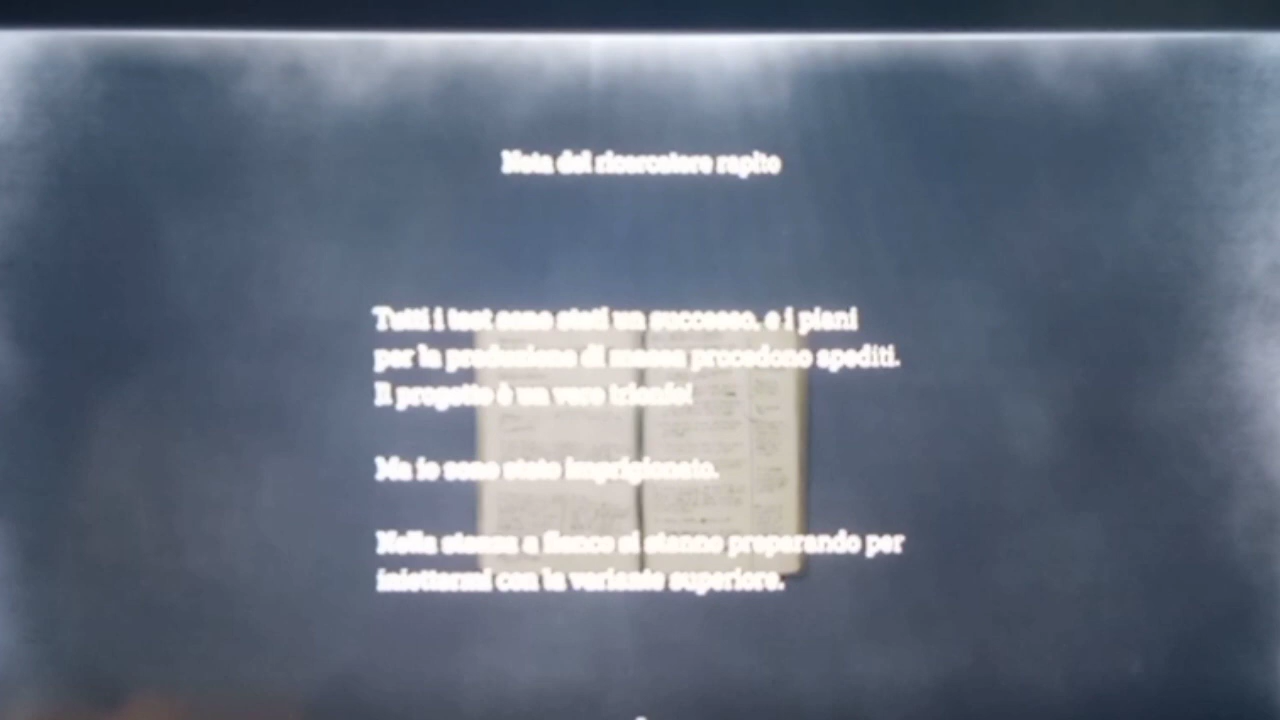 Nota del ricercatore rapito
Tutti i test sono stati un successo, e i piani
per la produzione di massa procedono spediti.
Il progetto è un vero trionfo!
Ma io sono stato imprigionato.
Nella stanza a fianco si stanno preparando per
iniettarmi con la variante superiore.